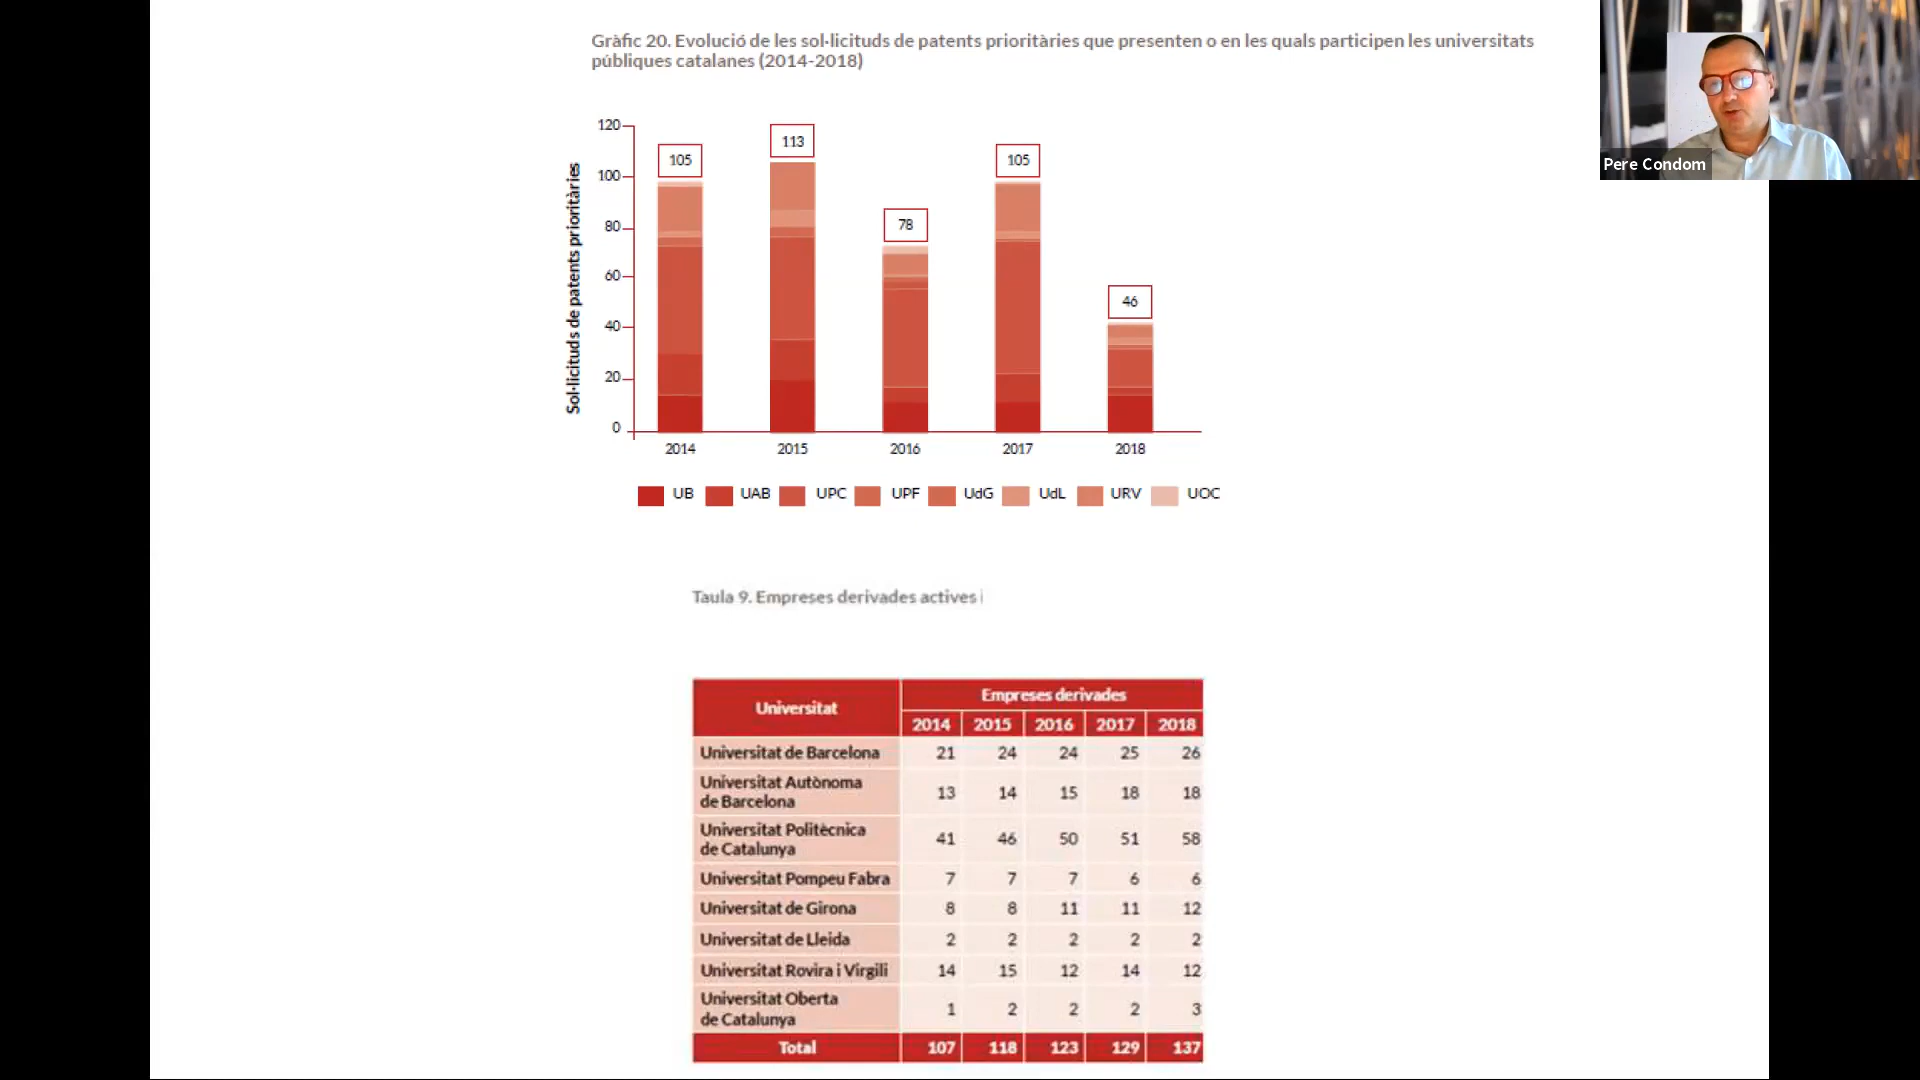 Gràfic 20. Evolució de les sol·licituds de patents prioritàries que presenten o en les quals participen les universitats
públiques catalanes (2014-2018)
Pere Condom
Sol·licituds de patents prioritàries
120
100
80
60
40
20
0
105
113
78
105
46
2014 2015 2016 2017 2018
UB UAB UPC UPF UdG UdL URV UOC
Taula 9. Empreses derivades actives i
Universitat Empreses derivades
2014 2015 2016 2017 2018
Universitat de Barcelona 21 24 24 25 26
Universitat Autònoma
de Barcelona 13 14 15 18 18
Universitat Politècnica
de Catalunya 41 46 50 51 58
Universitat Pompeu Fabra 7 7 7 6 6
Universitat de Girona 8 8 11 11 12
Universitat de Lleida 2 2 2 2 2
Universitat Rovira i Virgili 14 15 12 14 12
Universitat Oberta
de Catalunya 1 2 2 2 3
Total 107 118 123 129 137